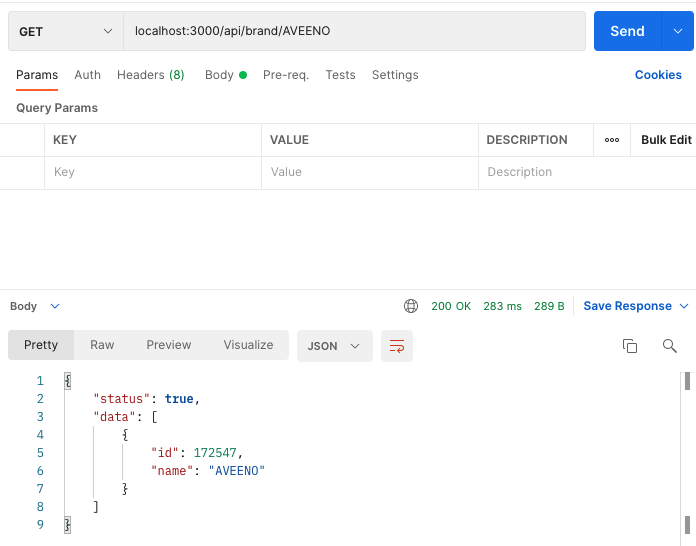 GET localhost:3000/api/brand/AVEENO Send
Params Auth Headers (8) Body Pre-req. Tests Settings Cookies
Query Params
KEY VALUE DESCRIPTION ooo Bulk Edit
Key Value Description
Body 200 OK 283 ms 289 B Save Response
Pretty Raw Preview Visualize JSON
1 {
2 "status": true,
3 "data": [
4 {
5 "id": 172547,
6 "name": "AVEENO"
7 }
8 ]
9 }